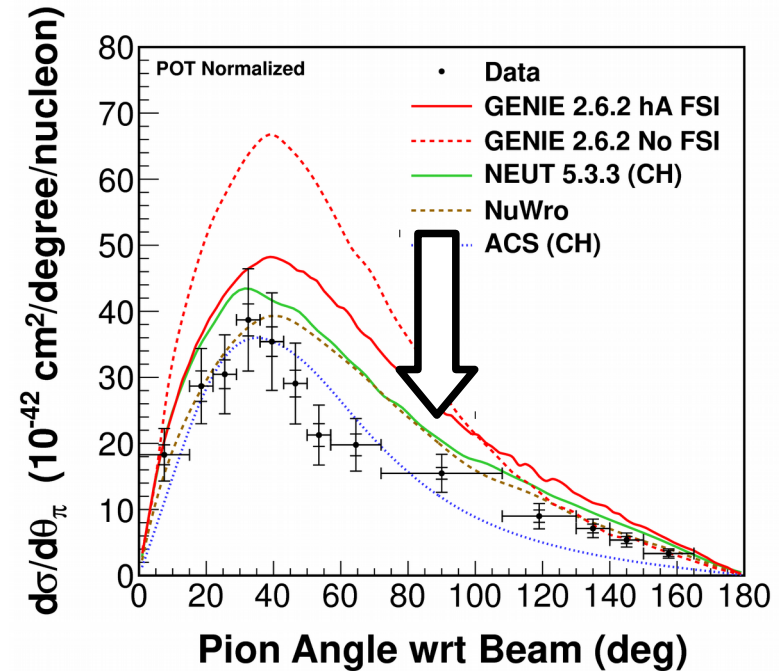 80
POT Normalized
Data
70
GENIE 2.6.2 hA FSI
GENIE 2.6.2 No FSI
60
NEUT 5.3.3 (CH)
NuWro
50
ACS (CH)
40
30
20
10
0
0 20 40 60 80 100 120 140 160 180
dσ/dθπ (10-42 cm2/degree/nucleon)
Pion Angle wrt Beam (deg)